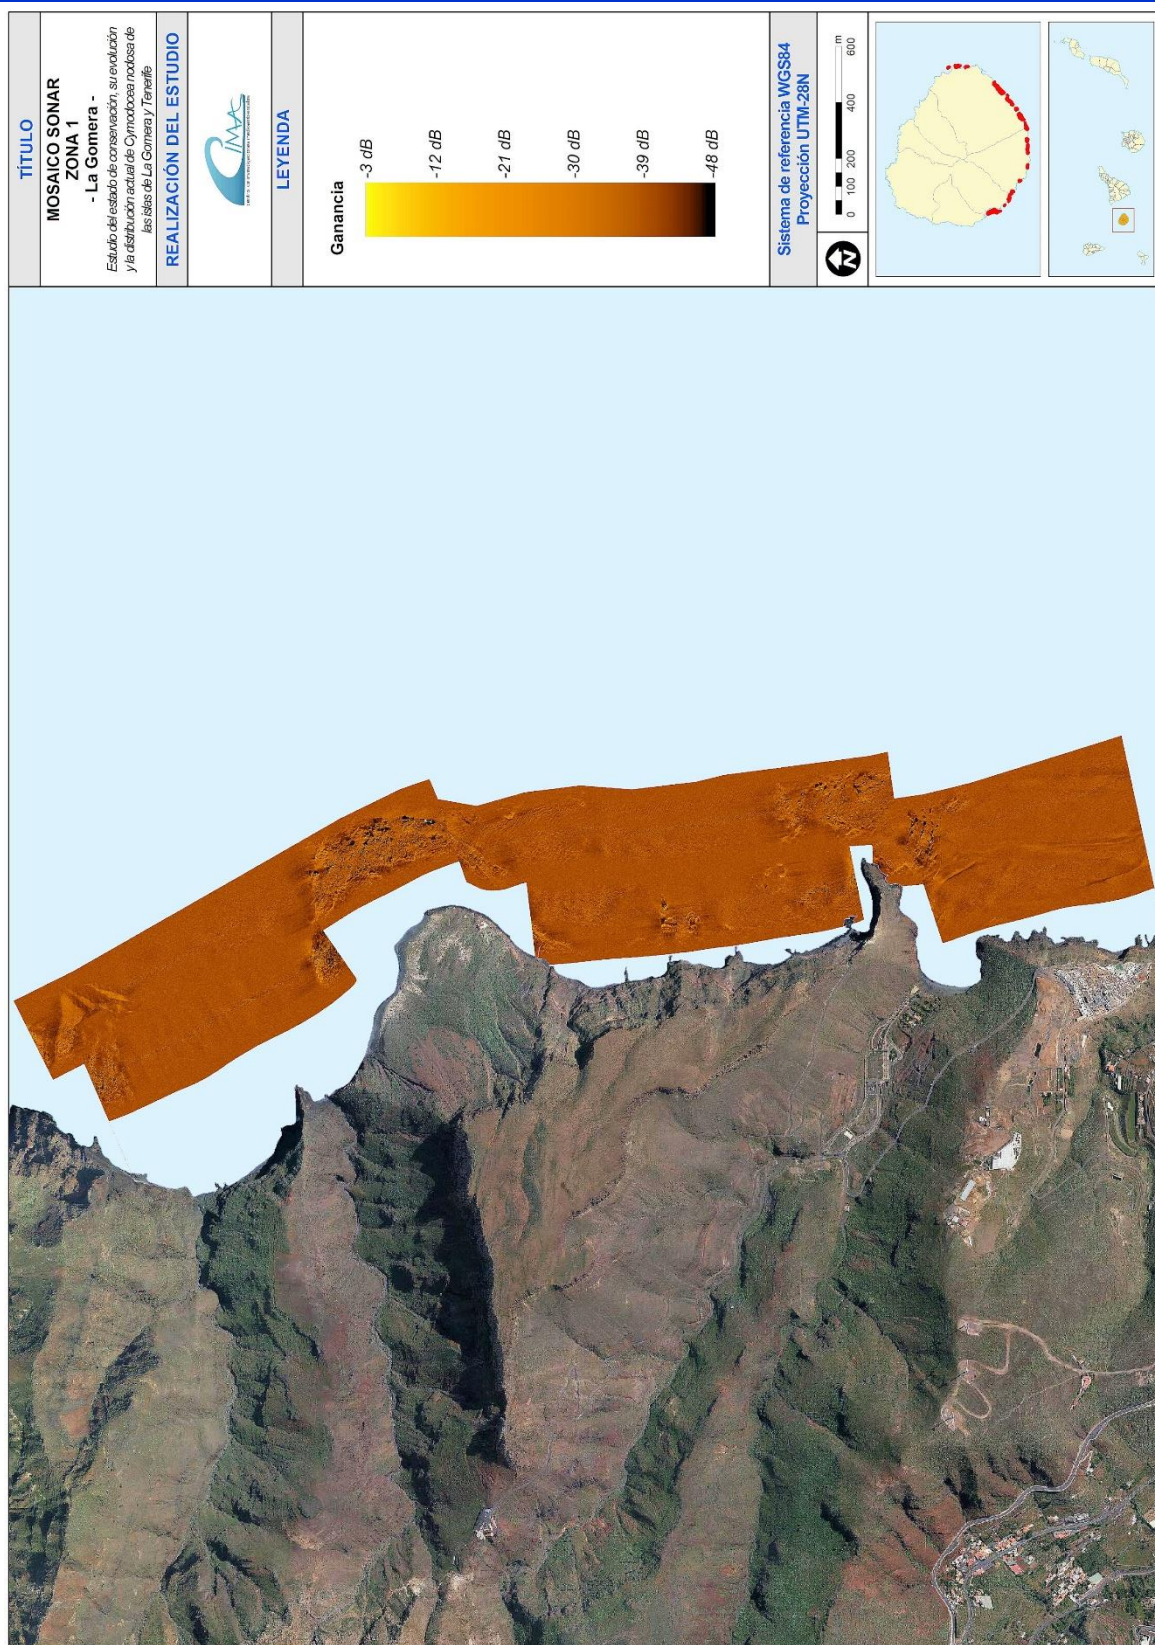 TÍTULO
MOSAICO SONAR
ZONA 1
- La Gomera -
Estudio del estado de conservación, su evolución
y la distribución actual de Cymodocea nodosa de
las islas de La Gomera y Tenerife
REALIZACIÓN DEL ESTUDIO
CIMA
LEYENDA
Ganancia
-3 dB
-12 dB
-21 dB
-30 dB
-39 dB
-48 dB
Sistema de referencia WGS84
Proyección UTM-28N
N
0 100 200 400 600
m